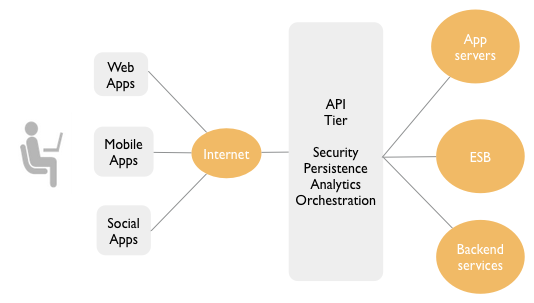 Web
Apps
Mobile
Apps
Social
Apps
Internet
API
Tier
Security
Persistence
Analytics
Orchestration
App
servers
ESB
Backend
services